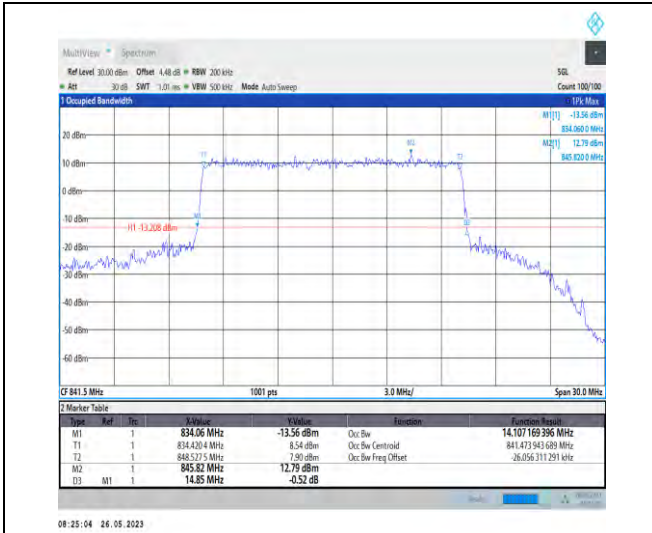 MultiView Spectrum
Ref Level 30.00 dBm Offset 4.48 dB RBW 200 kHz SGL
Att 30 dB SWT 1.01 ms VBW 500 kHz Mode Auto Sweep Count 100/100
1 Occupied Bandwidth 1Pk Max
M1[1] -13.56 dBm
834.060 0 MHz
20 dBm M2[1] 12.79 dBm
845.820 0 MHz
T1 M2 T2
10 dBm
0 dBm
-10 dBm
H1 -13.208 dBm
-20 dBm
-30 dBm
-40 dBm
-50 dBm
-60 dBm
CF 841.5 MHz 1001 pts 3.0 MHz/ Span 30.0 MHz
2 Marker Table
Type Ref Trc X-Value Y-Value Function Function Result
M1 1 834.06 MHz -13.56 dBm Occ Bw 14.107 169 396 MHz
T1 1 834.420 4 MHz 8.54 dBm Occ Bw Centroid 841.473 943 689 MHz
T2 1 848.527 5 MHz 7.90 dBm Occ Bw Freq Offset -26.056 311 291 kHz
M2 1 845.82 MHz 12.79 dBm
D3 M1 1 14.85 MHz -0.52 dB
08:25:04 26.05.2023